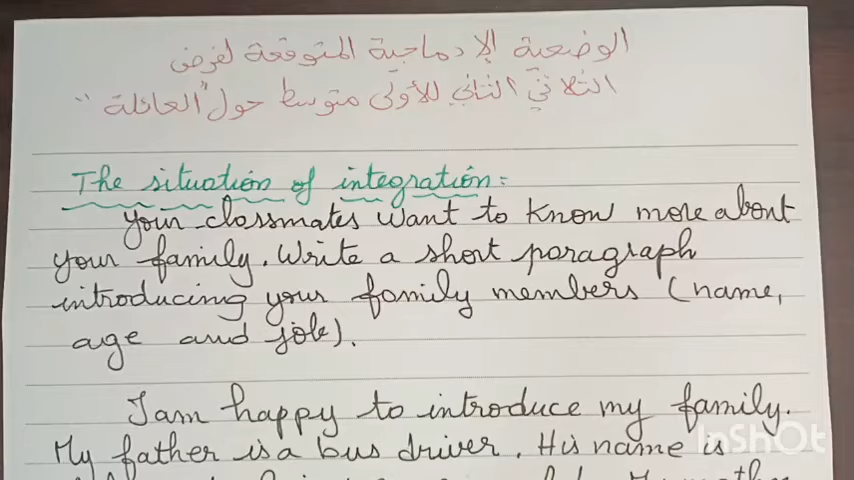 الوضعية الإدماجية المتوقعة لفرض
الثلاثي الثاني للأولى متوسط حول "العائلة"
The situation of integration:
Your classmates want to know more about
your family. Write a short paragraph
introducing your family members (name,
age and job).
I am happy to introduce my family.
My father is a bus driver. His name is
InShOt